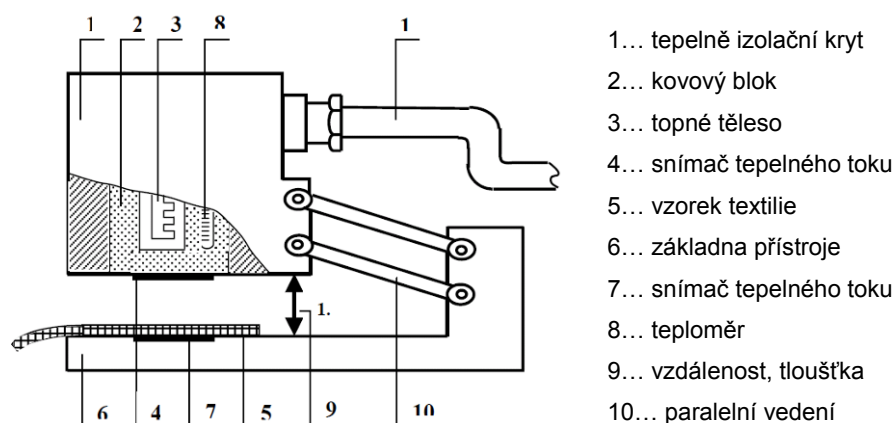 1 2 3 8 1
1.
6 4 7 5 9 10
1… tepelně izolační kryt
2… kovový blok
3… topné těleso
4… snímač tepelného toku
5… vzorek textilie
6… základna přístroje
7… snímač tepelného toku
8… teploměr
9… vzdálenost, tloušťka
10… paralelní vedení